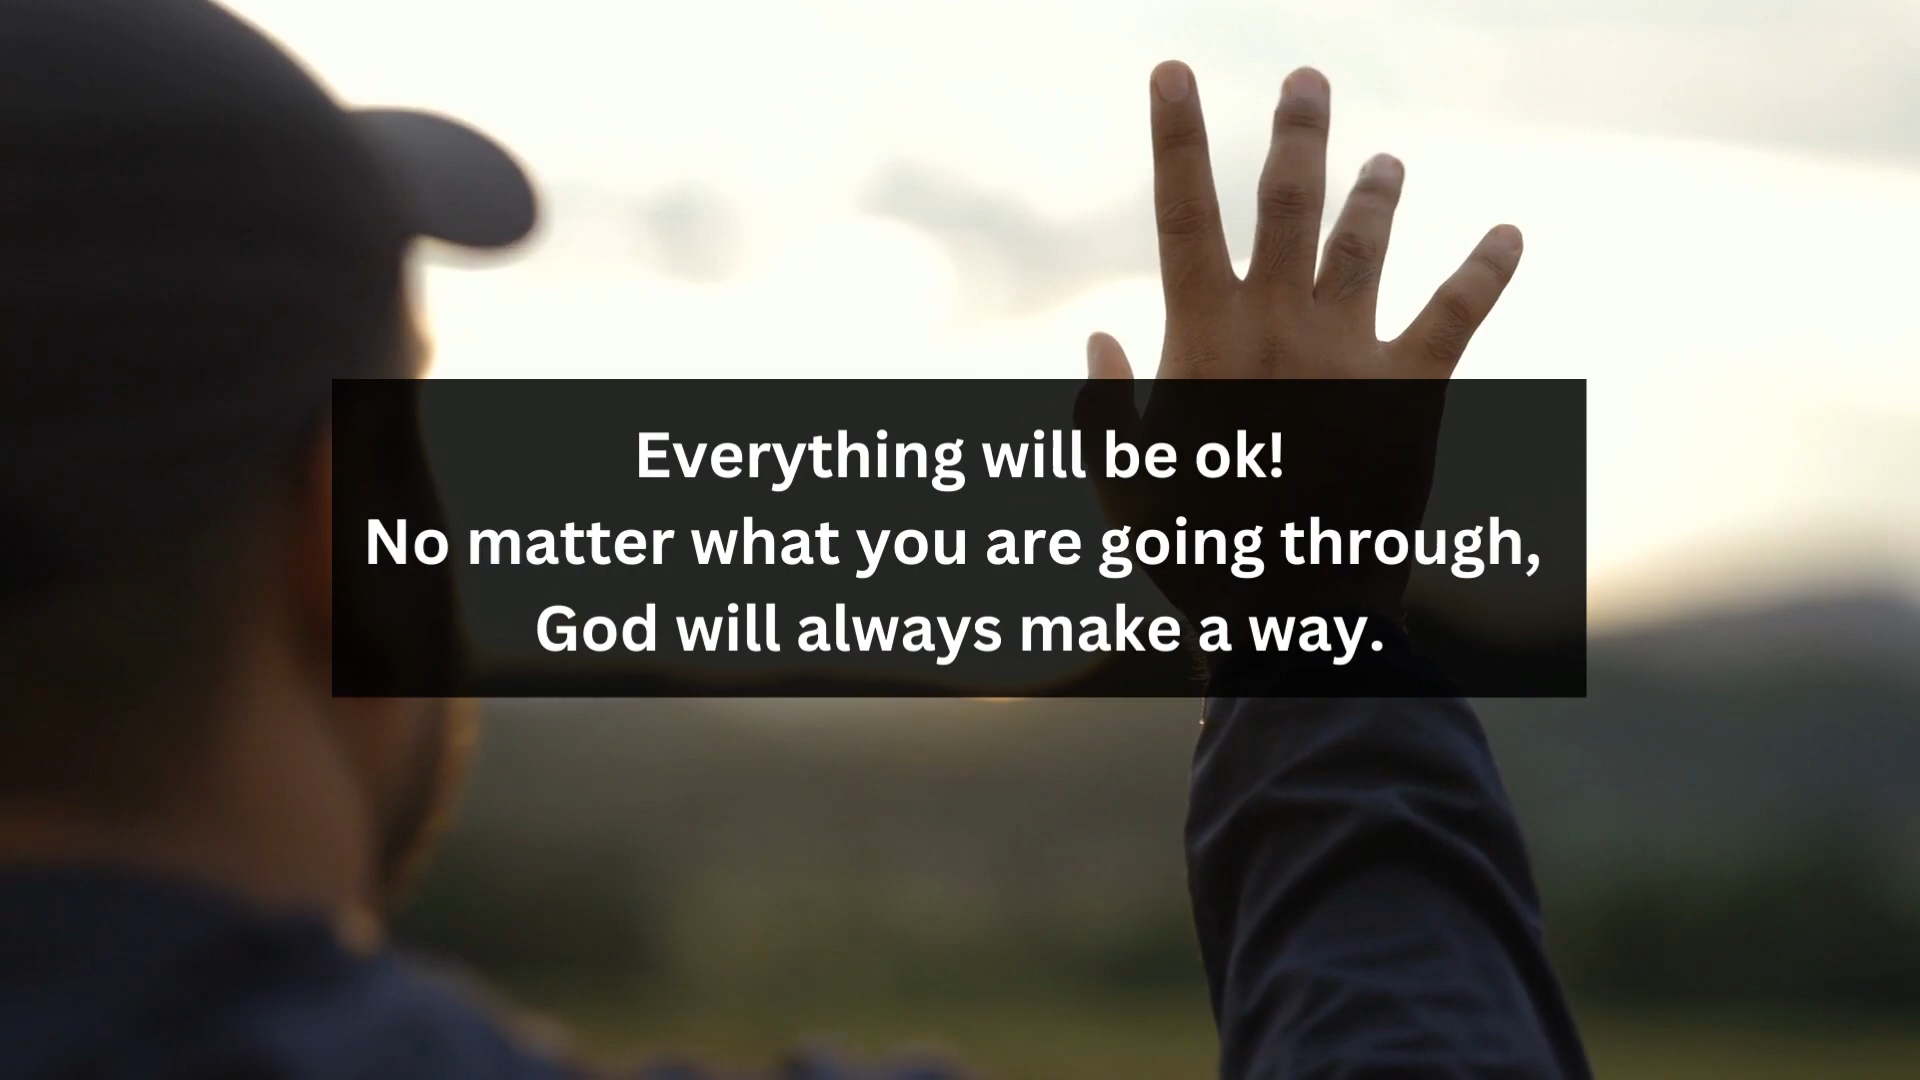 Everything will be ok!
No matter what you are going through,
God will always make a way.